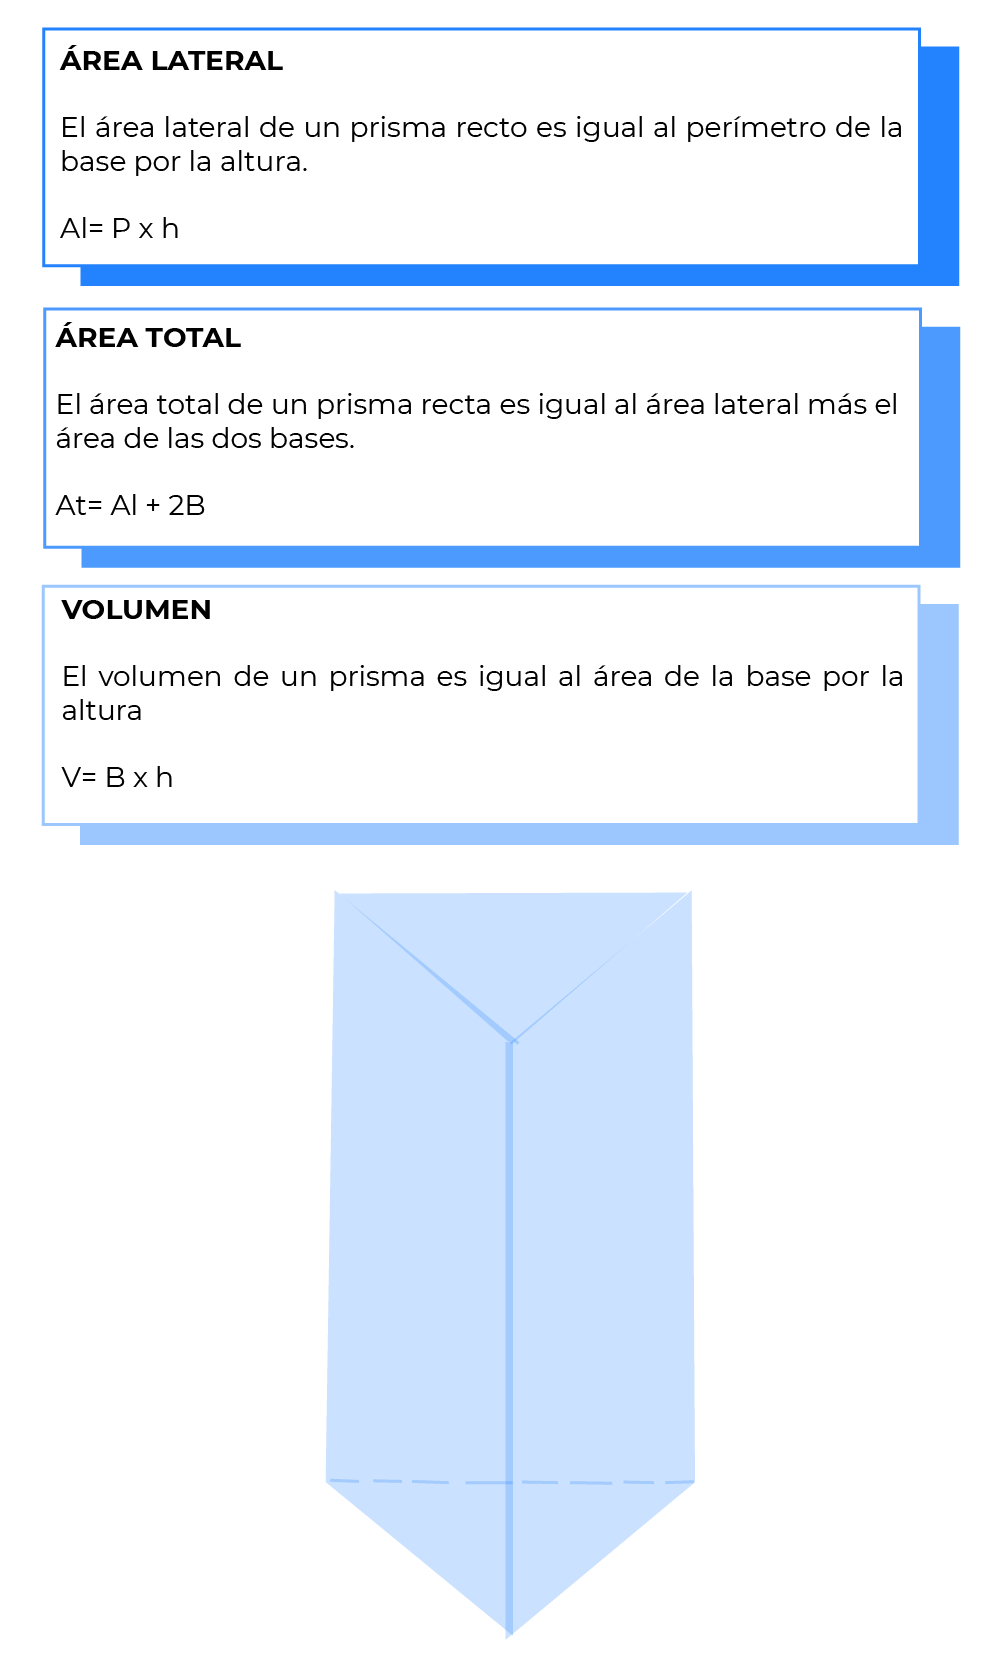 ÁREA LATERAL
El área lateral de un prisma recto es igual al perímetro de la
base por la altura.
Al= P x h
ÁREA TOTAL
El área total de un prisma recta es igual al área lateral más el
área de las dos bases.
At= Al + 2B
VOLUMEN
El volumen de un prisma es igual al área de la base por la
altura
V= B x h